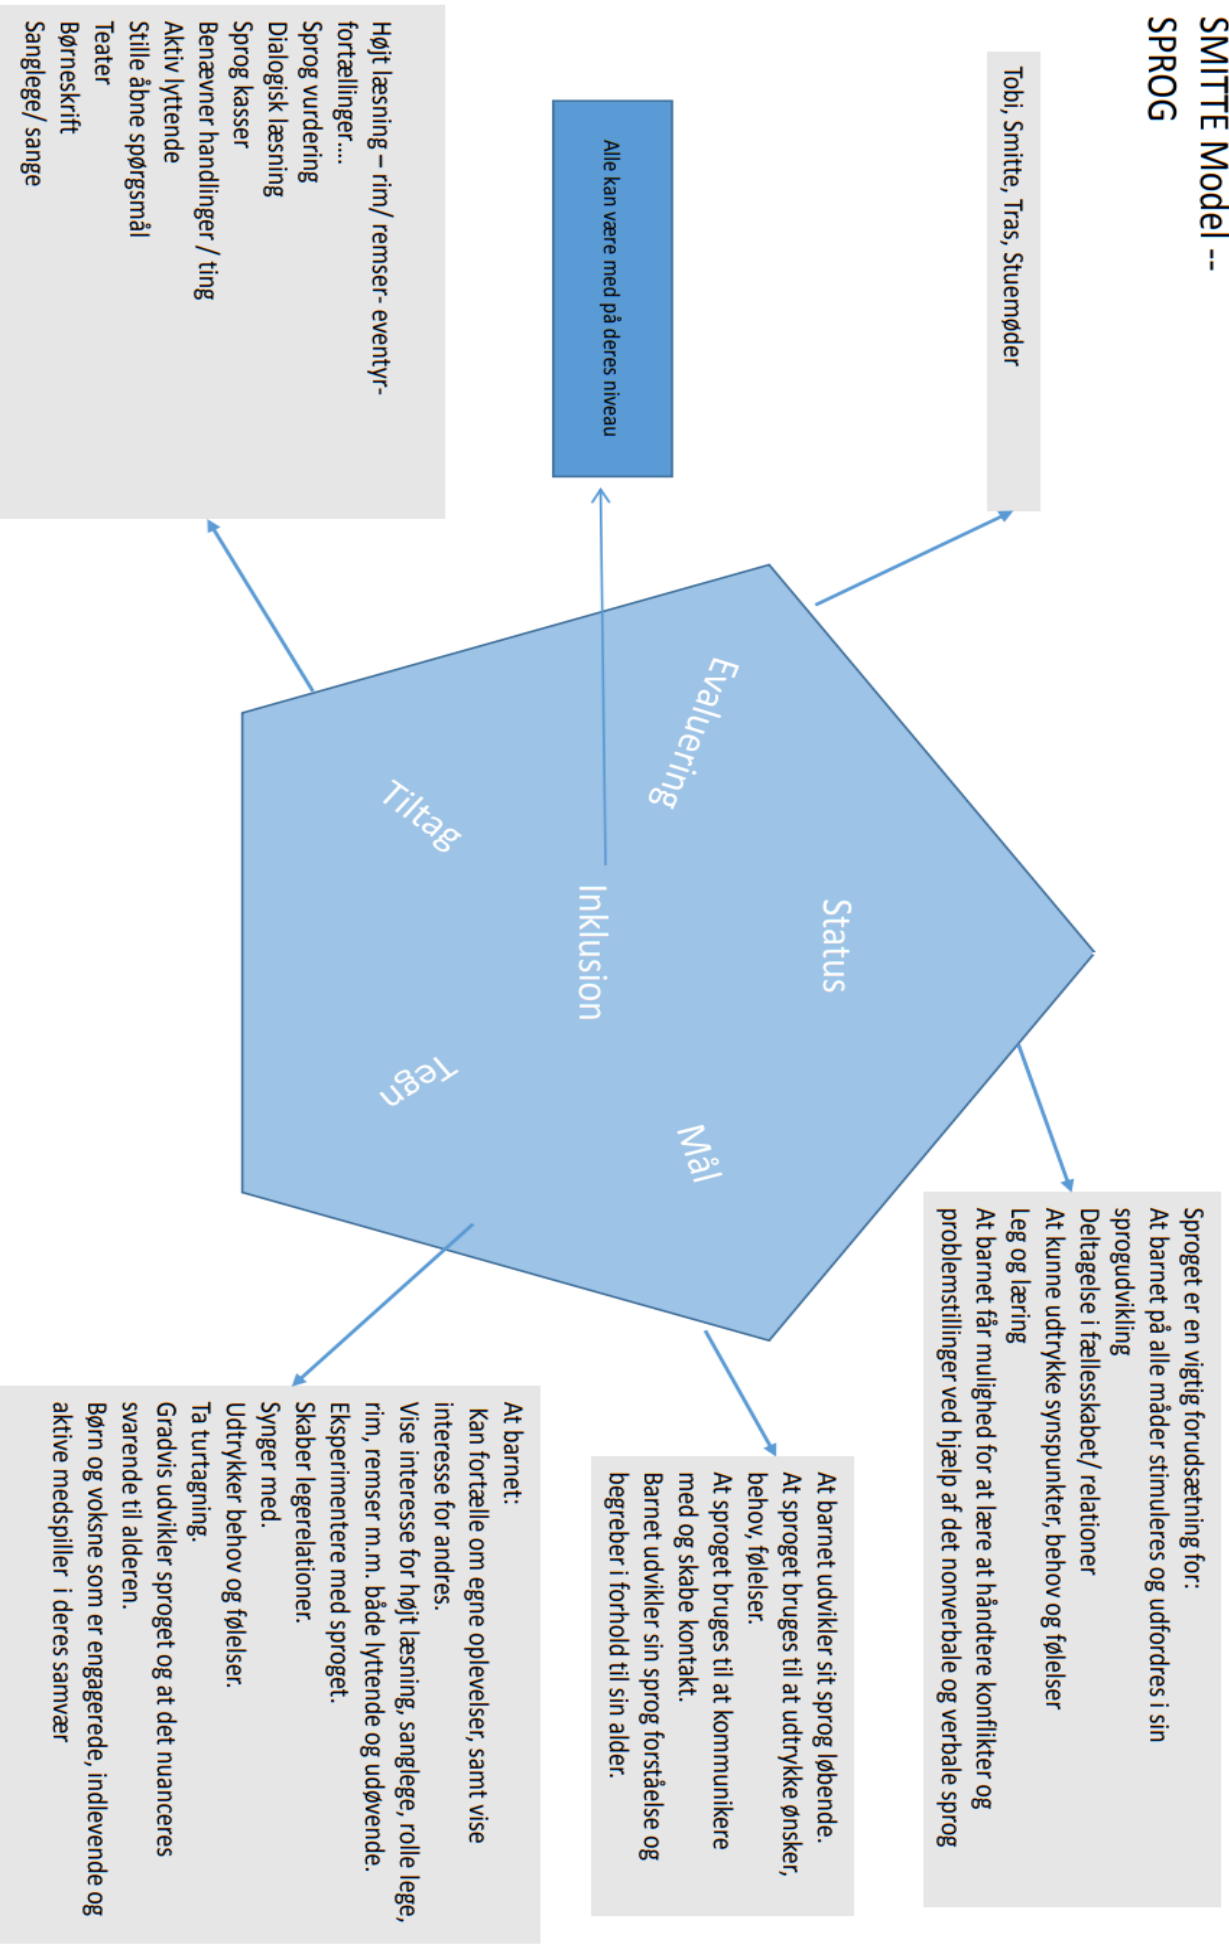 SMITTE Model --
SPROG
Tobi, Smitte, Tras, Stuemøder
Sproget er en vigtig forudsætning for:
At barnet på alle måder stimuleres og udfordres i sin
sprogudvikling
Deltagelse i fællesskabet/ relationer
At kunne udtrykke synspunkter, behov og følelser
Leg og læring
At barnet får mulighed for at lære at håndtere konflikter og
problemstillinger ved hjælp af det nonverbale og verbale sprog
Status
Evaluering
Mål
Inklusion
Tiltag
Tegn
Alle kan være med på deres niveau
At barnet udvikler sit sprog løbende.
At sproget bruges til at udtrykke ønsker,
behov, følelser.
At sproget bruges til at kommunikere
med og skabe kontakt.
Barnet udvikler sin sprog forståelse og
begreber i forhold til sin alder.
Højt læsning – rim/ remser- eventyr-
fortællinger....
Sprog vurdering
Dialogisk læsning
Sprog kasser
Benævner handlinger / ting
Aktiv lyttende
Stille åbne spørgsmål
Teater
Børneskrift
Sanglege/ sange
At barnet:
Kan fortælle om egne oplevelser, samt vise
interesse for andres.
Vise interesse for højt læsning, sanglege, rolle lege,
rim, remser m.m. både lyttende og udøvende.
Eksperimentere med sproget.
Skaber legerelationer.
Synger med.
Udtrykker behov og følelser.
Ta turtagning.
Gradvis udvikler sproget og at det nuanceres
svarende til alderen.
Børn og voksne som er engagerede, indlevende og
aktive medspiller i deres samvær